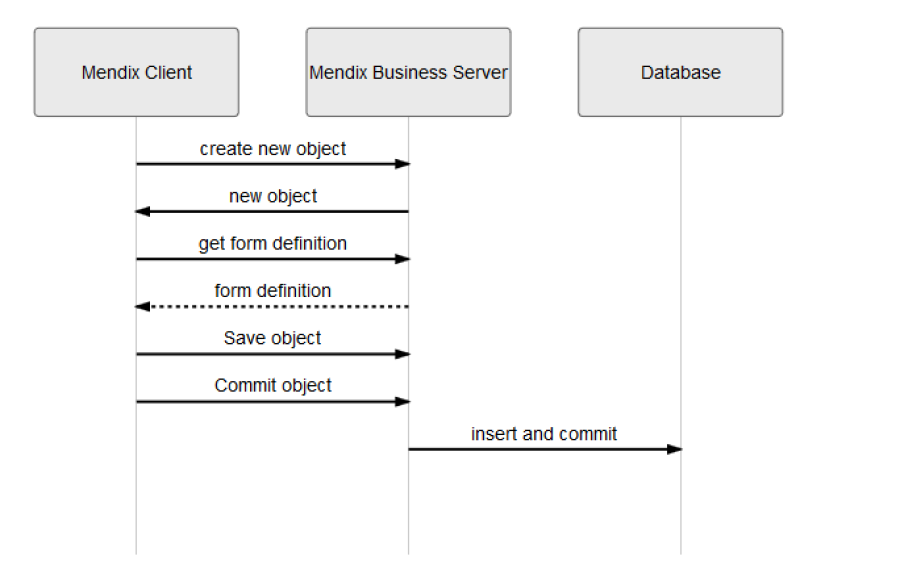 Mendix Client
Mendix Business Server
Database
create new object
new object
get form definition
form definition
Save object
Commit object
insert and commit